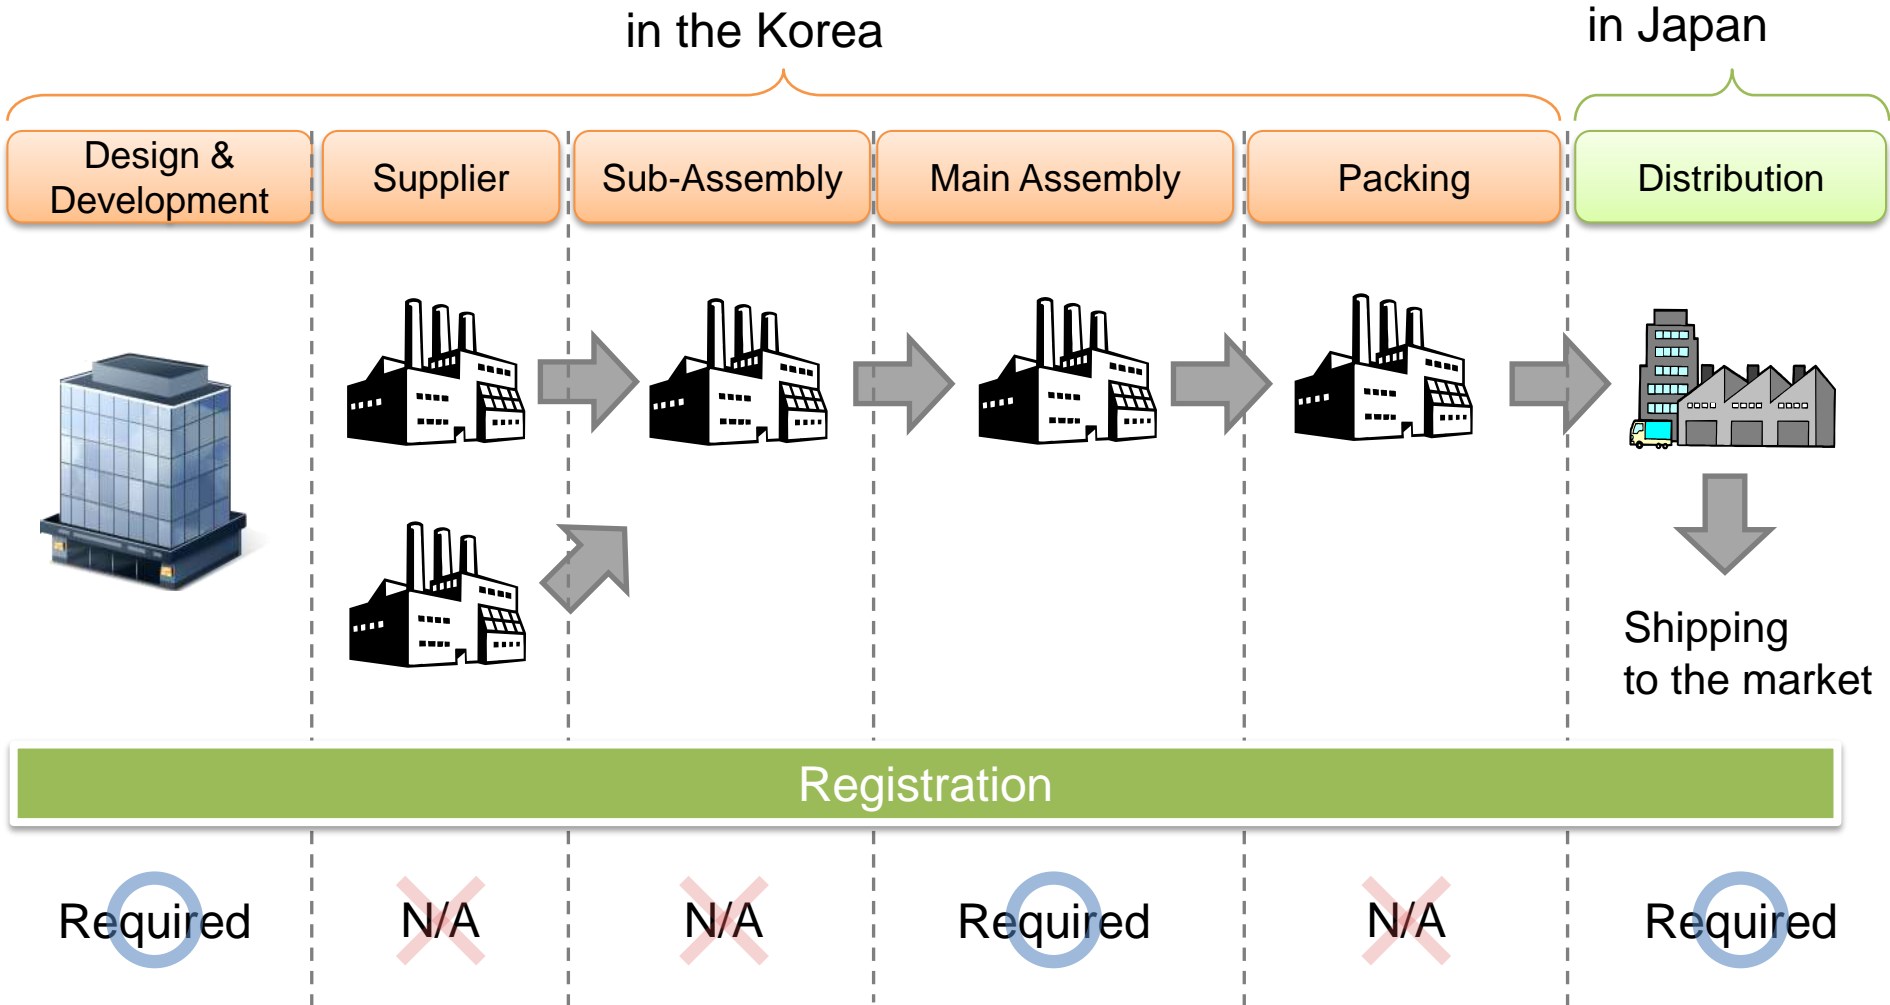 in the Korea
in Japan
Design &
Development
Supplier
Sub-Assembly
Main Assembly
Packing
Distribution
Shipping
to the market
Registration
Required
N/A
N/A
Required
N/A
Required